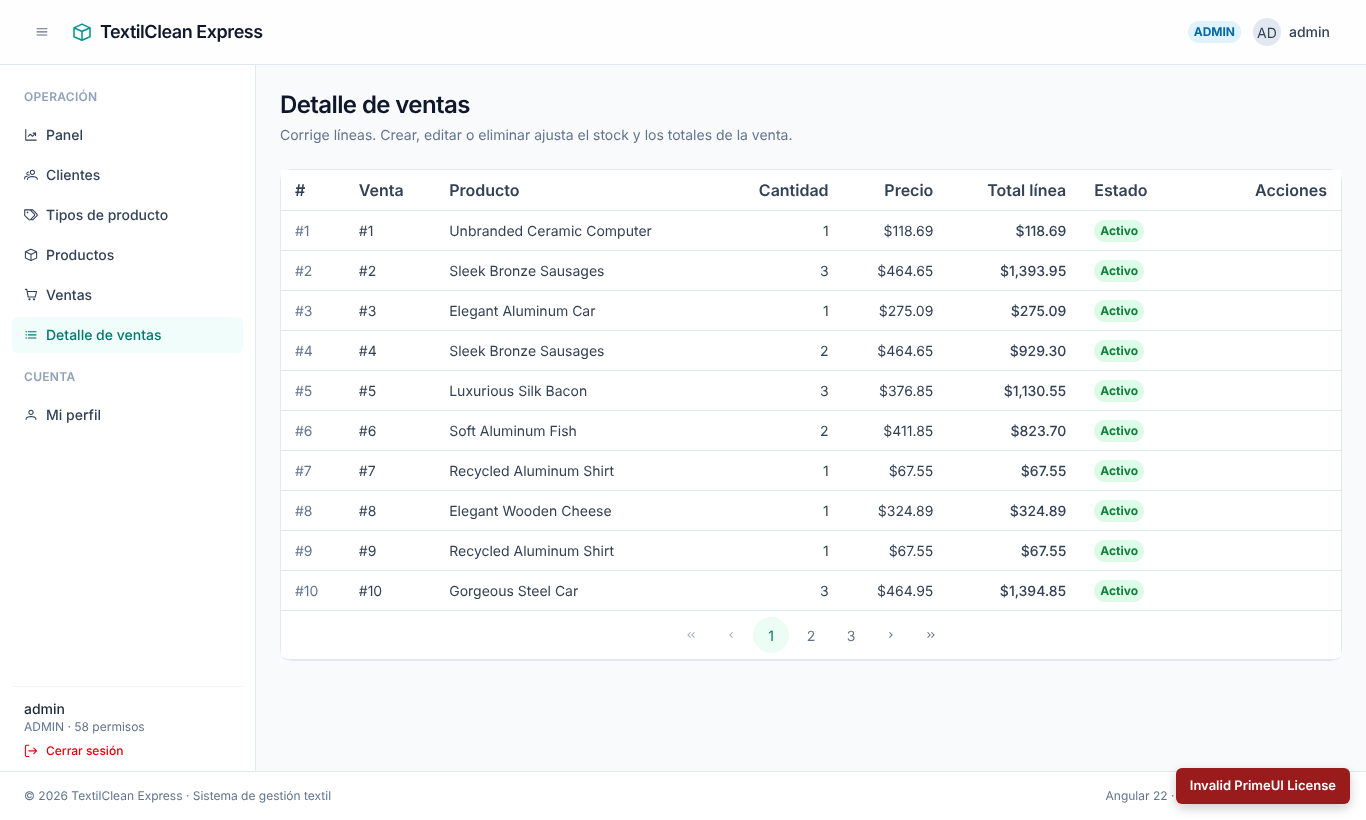 TextilClean Express
ADMIN AD admin
OPERACIÓN
Panel
Clientes
Tipos de producto
Productos
Ventas
Detalle de ventas
CUENTA
Mi perfil
admin
ADMIN · 58 permisos
Cerrar sesión
Detalle de ventas
Corrige líneas. Crear, editar o eliminar ajusta el stock y los totales de la venta.
# Venta Producto Cantidad Precio Total línea Estado Acciones
#1 #1 Unbranded Ceramic Computer 1 $118.69 $118.69 Activo
#2 #2 Sleek Bronze Sausages 3 $464.65 $1,393.95 Activo
#3 #3 Elegant Aluminum Car 1 $275.09 $275.09 Activo
#4 #4 Sleek Bronze Sausages 2 $464.65 $929.30 Activo
#5 #5 Luxurious Silk Bacon 3 $376.85 $1,130.55 Activo
#6 #6 Soft Aluminum Fish 2 $411.85 $823.70 Activo
#7 #7 Recycled Aluminum Shirt 1 $67.55 $67.55 Activo
#8 #8 Elegant Wooden Cheese 1 $324.89 $324.89 Activo
#9 #9 Recycled Aluminum Shirt 1 $67.55 $67.55 Activo
#10 #10 Gorgeous Steel Car 3 $464.95 $1,394.85 Activo
« ‹ 1 2 3 › »
© 2026 TextilClean Express · Sistema de gestión textil
Angular 22 ·
Invalid PrimeUI License